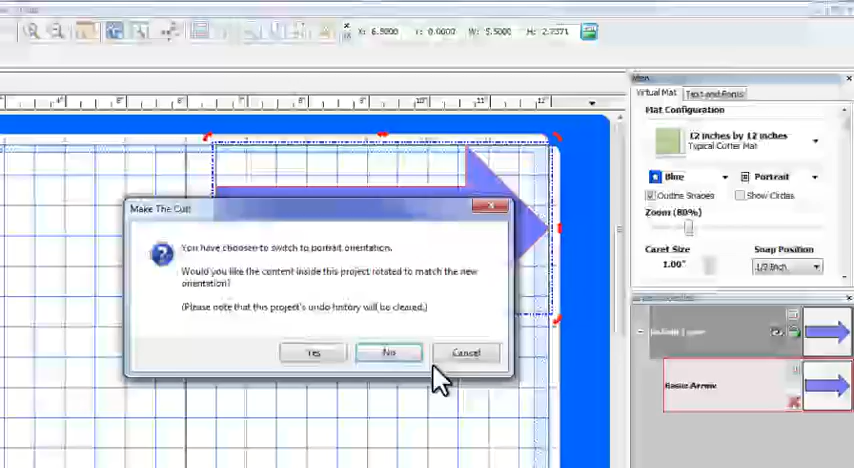 X: 6.5000 Y: 0.0000 W: 5.5000 H: 2.7371
Virtual Mat Text and Fonts
Mat Configuration
12 inches by 12 inches
Typical Cutter Mat
Blue Portrait
Outline Shapes Show Circles
Zoom (80%)
Caret Size Snap Position
1.00" 1/2 Inch
Make The Cut!
You have choosen to switch to portrait orientation.
Would you like the content inside this project rotated to match the new
orientation?
(Please note that this project's undo history will be cleared.)
Yes No Cancel
Basic Arrow